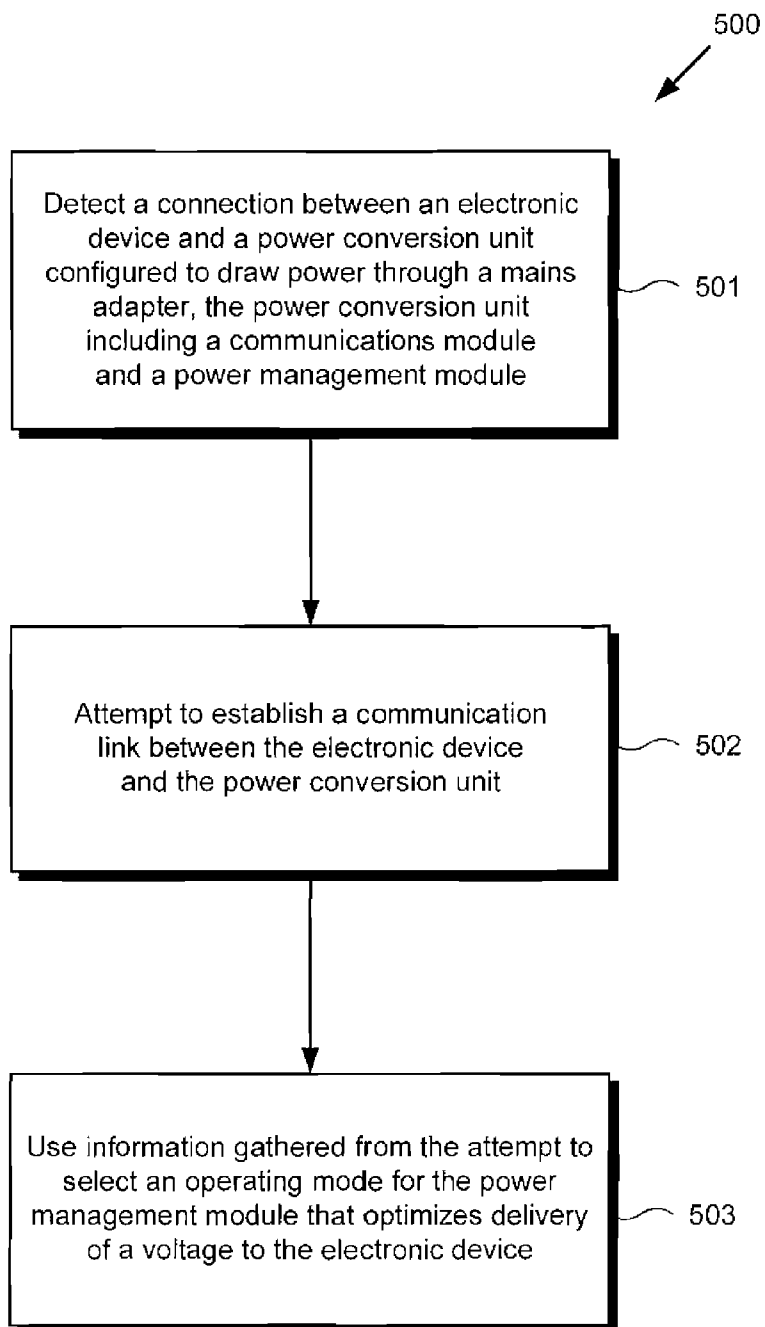 500
Detect a connection between an electronic
device and a power conversion unit
configured to draw power through a mains
adapter, the power conversion unit
including a communications module
and a power management module
501
Attempt to establish a communication
link between the electronic device
and the power conversion unit
502
Use information gathered from the attempt to
select an operating mode for the power
management module that optimizes delivery
of a voltage to the electronic device
503